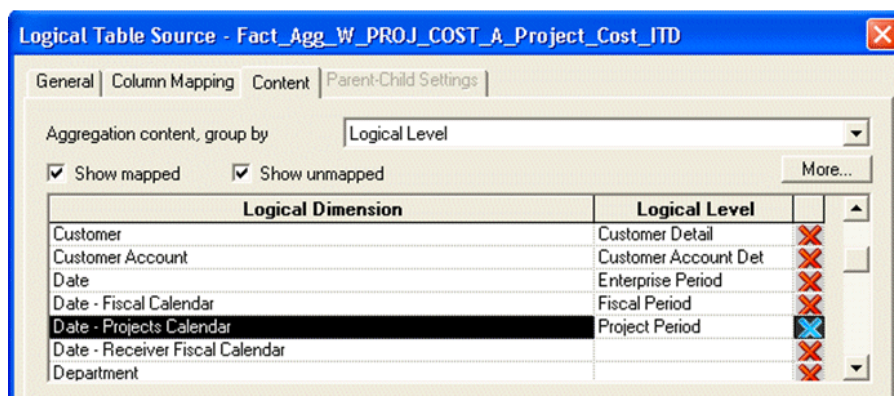 Logical Table Source - Fact_Agg_W_PROJ_COST_A_Project_Cost_ITD
General Column Mapping Content Parent-Child Settings
Aggregation content, group by Logical Level
Show mapped Show unmapped More...
Logical Dimension Logical Level
Customer Customer Detail
Customer Account Customer Account Det
Date Enterprise Period
Date - Fiscal Calendar Fiscal Period
Date - Projects Calendar Project Period
Date - Receiver Fiscal Calendar
Department